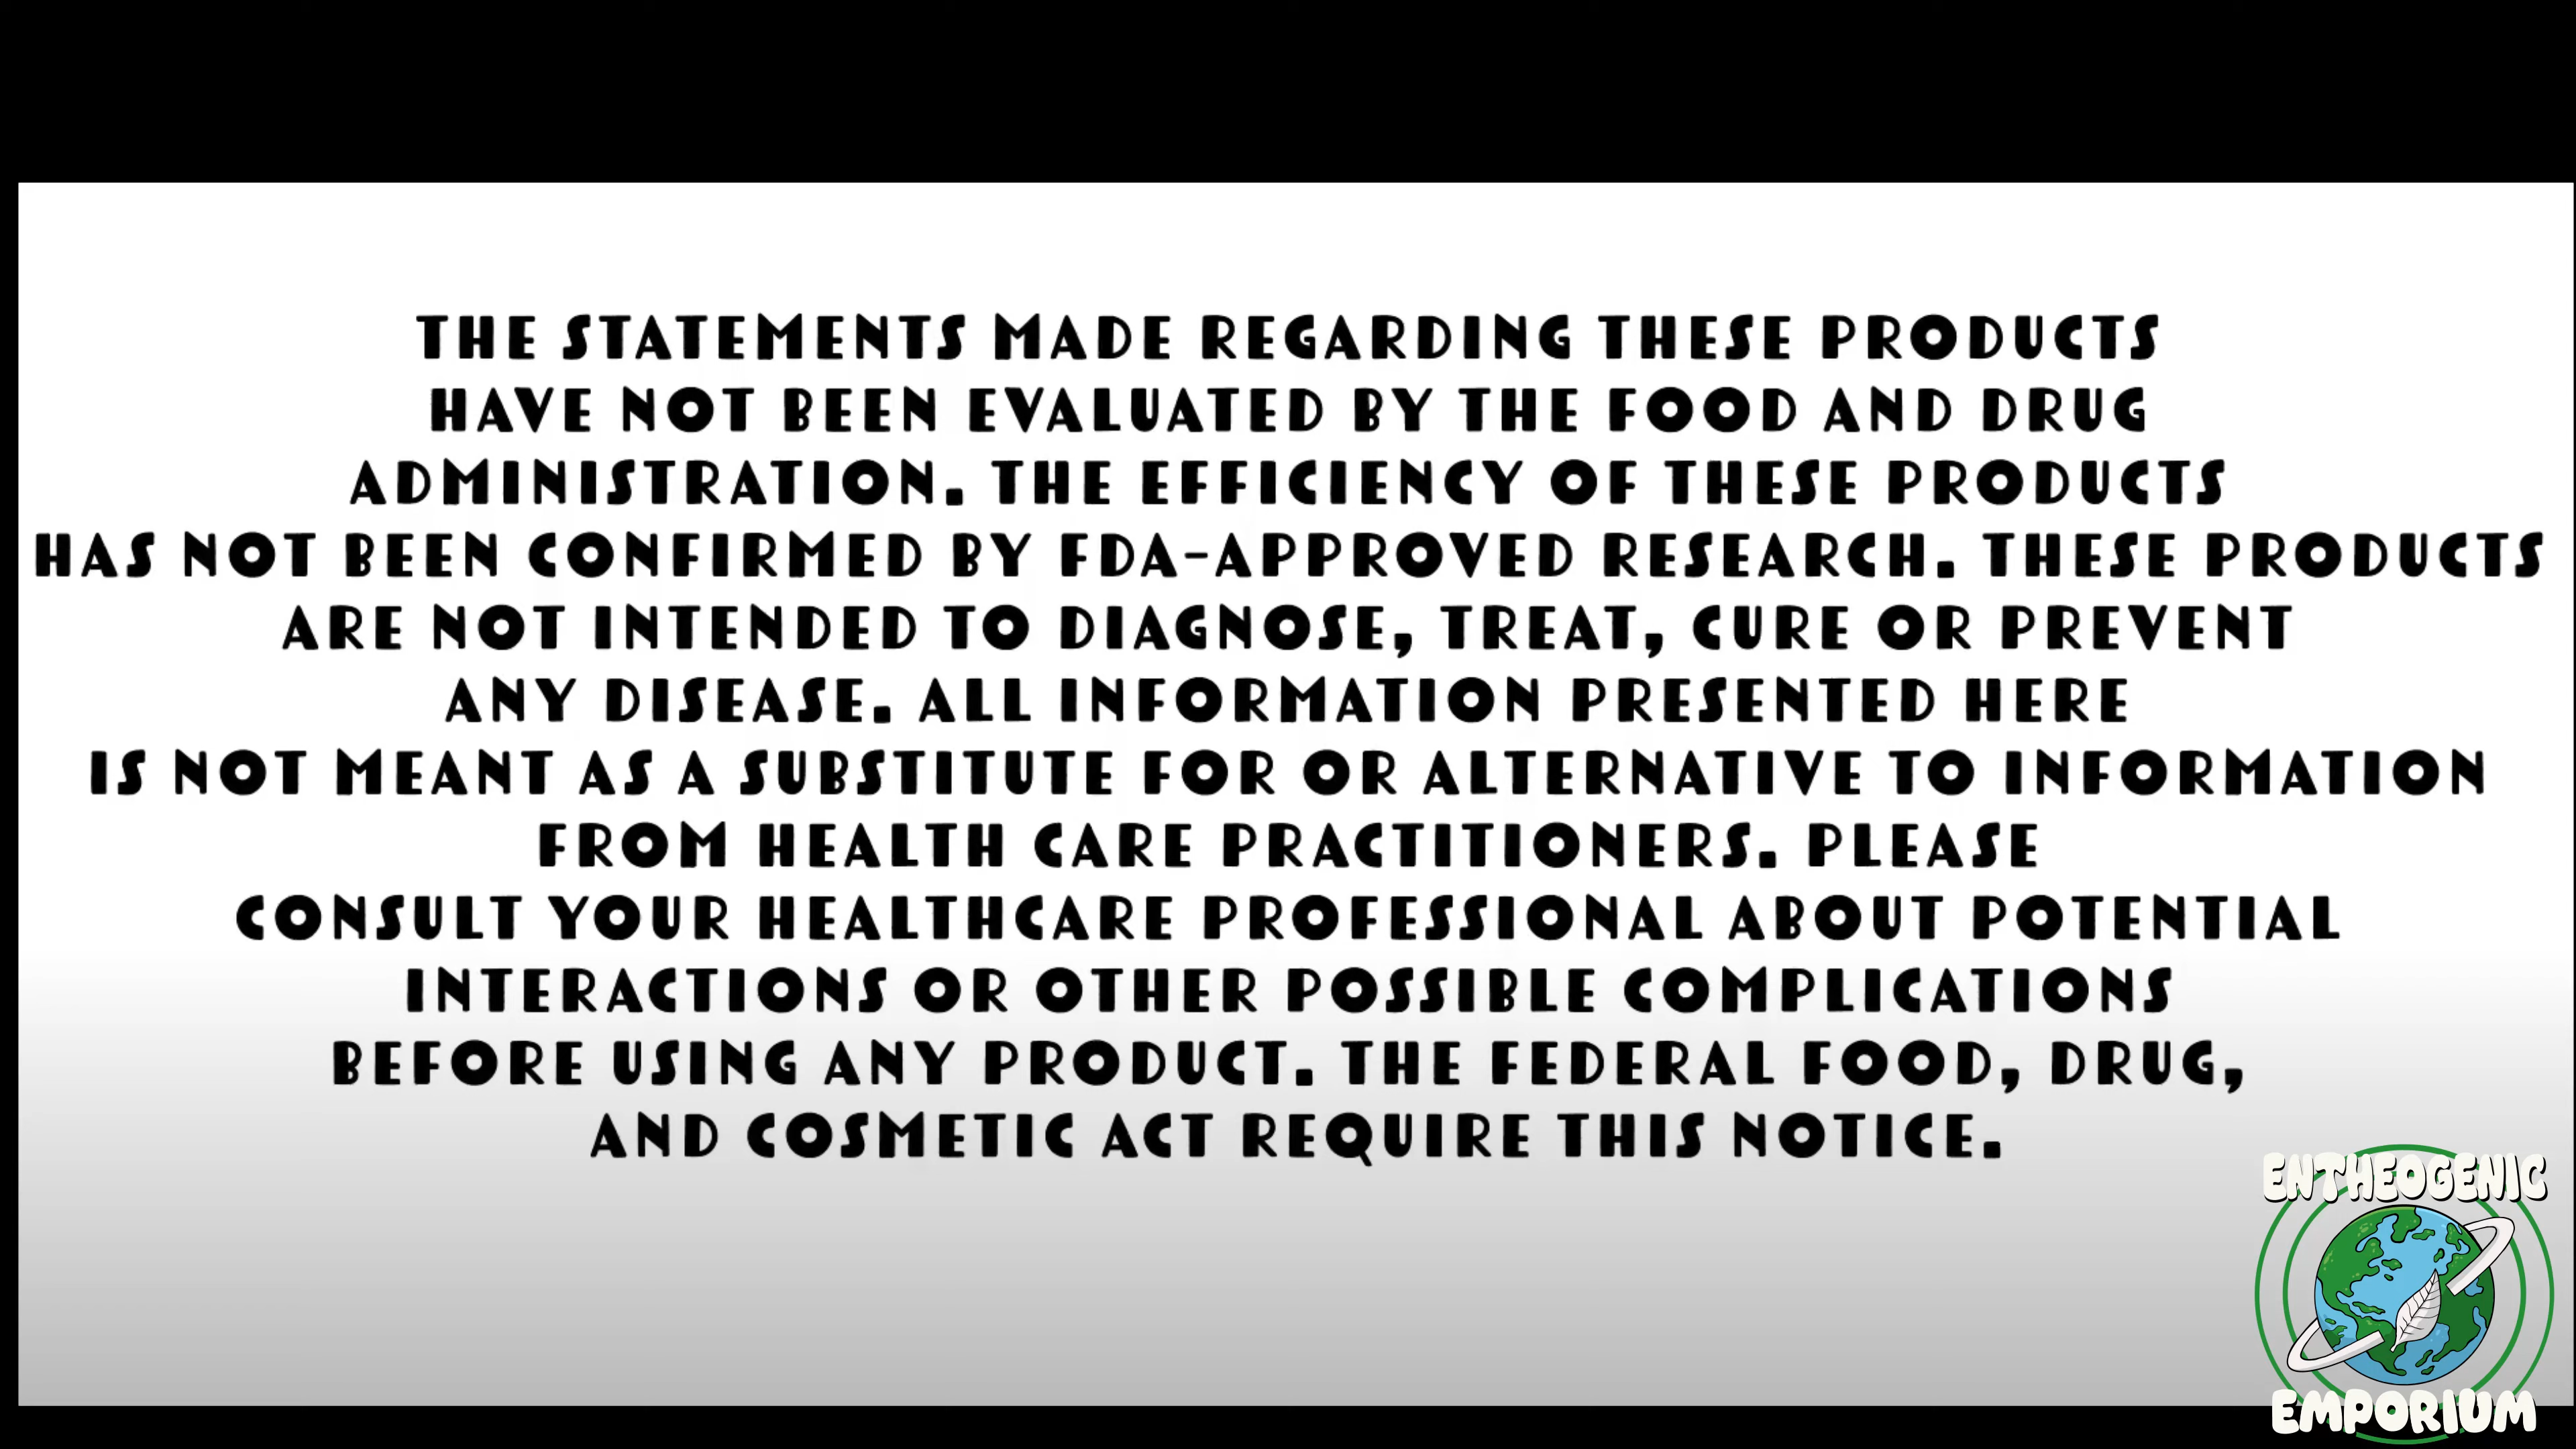 THE STATEMENTS MADE REGARDING THESE PRODUCTS
HAVE NOT BEEN EVALUATED BY THE FOOD AND DRUG
ADMINISTRATION. THE EFFICIENCY OF THESE PRODUCTS
HAS NOT BEEN CONFIRMED BY FDA-APPROVED RESEARCH. THESE PRODUCTS
ARE NOT INTENDED TO DIAGNOSE, TREAT, CURE OR PREVENT
ANY DISEASE. ALL INFORMATION PRESENTED HERE
IS NOT MEANT AS A SUBSTITUTE FOR OR ALTERNATIVE TO INFORMATION
FROM HEALTH CARE PRACTITIONERS. PLEASE
CONSULT YOUR HEALTHCARE PROFESSIONAL ABOUT POTENTIAL
INTERACTIONS OR OTHER POSSIBLE COMPLICATIONS
BEFORE USING ANY PRODUCT. THE FEDERAL FOOD, DRUG,
AND COSMETIC ACT REQUIRE THIS NOTICE.
ENTHEOGENIC
EMPORIUM